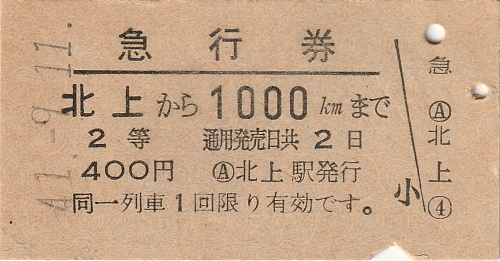 急行券
北上から1000kmまで
2等 通用発売日共2日
400円 Ⓐ北上駅発行
同一列車1回限り有効です。
41.-9.11.
小
急
Ⓐ
北
上
④